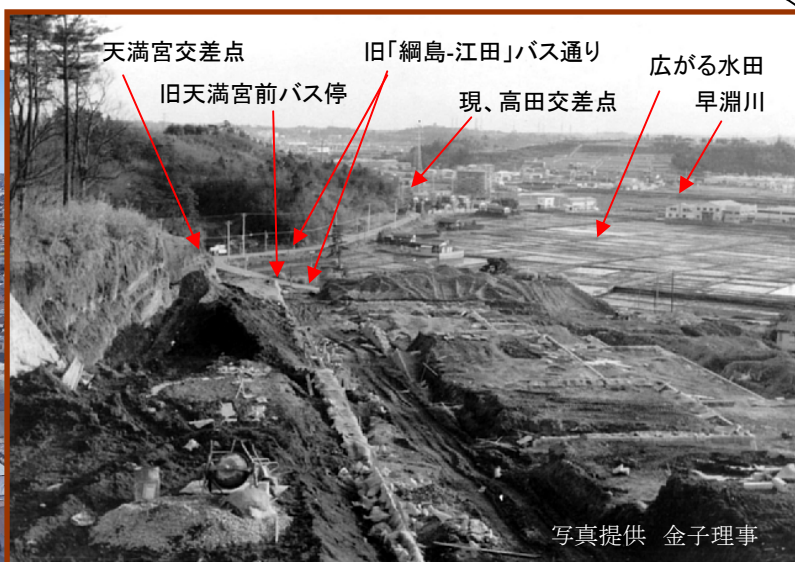 天満宮交差点
旧「綱島-江田」バス通り
広がる水田
旧天満宮前バス停
現、高田交差点
早淵川
写真提供 金子理事